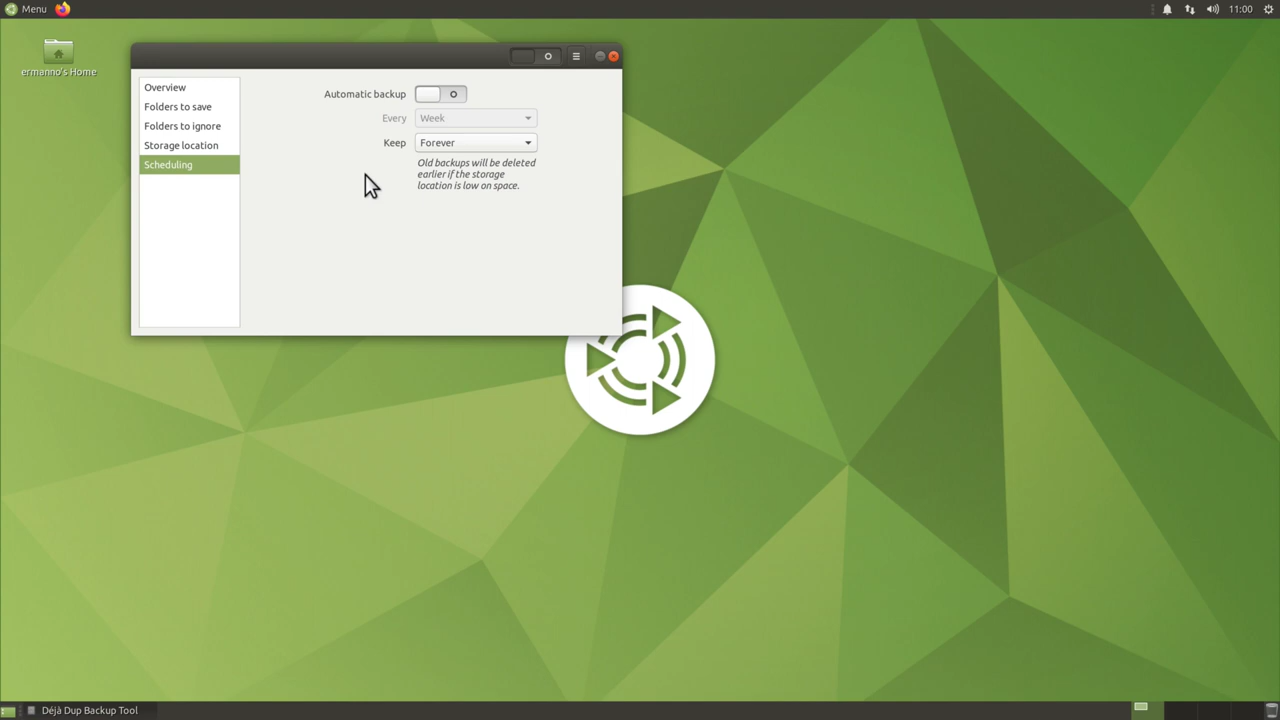 Menu
11:00
ermanno's Home
Overview
Folders to save
Folders to ignore
Storage location
Scheduling
Automatic backup
Every Week
Keep Forever
Old backups will be deleted
earlier if the storage
location is low on space.
Déjà Dup Backup Tool